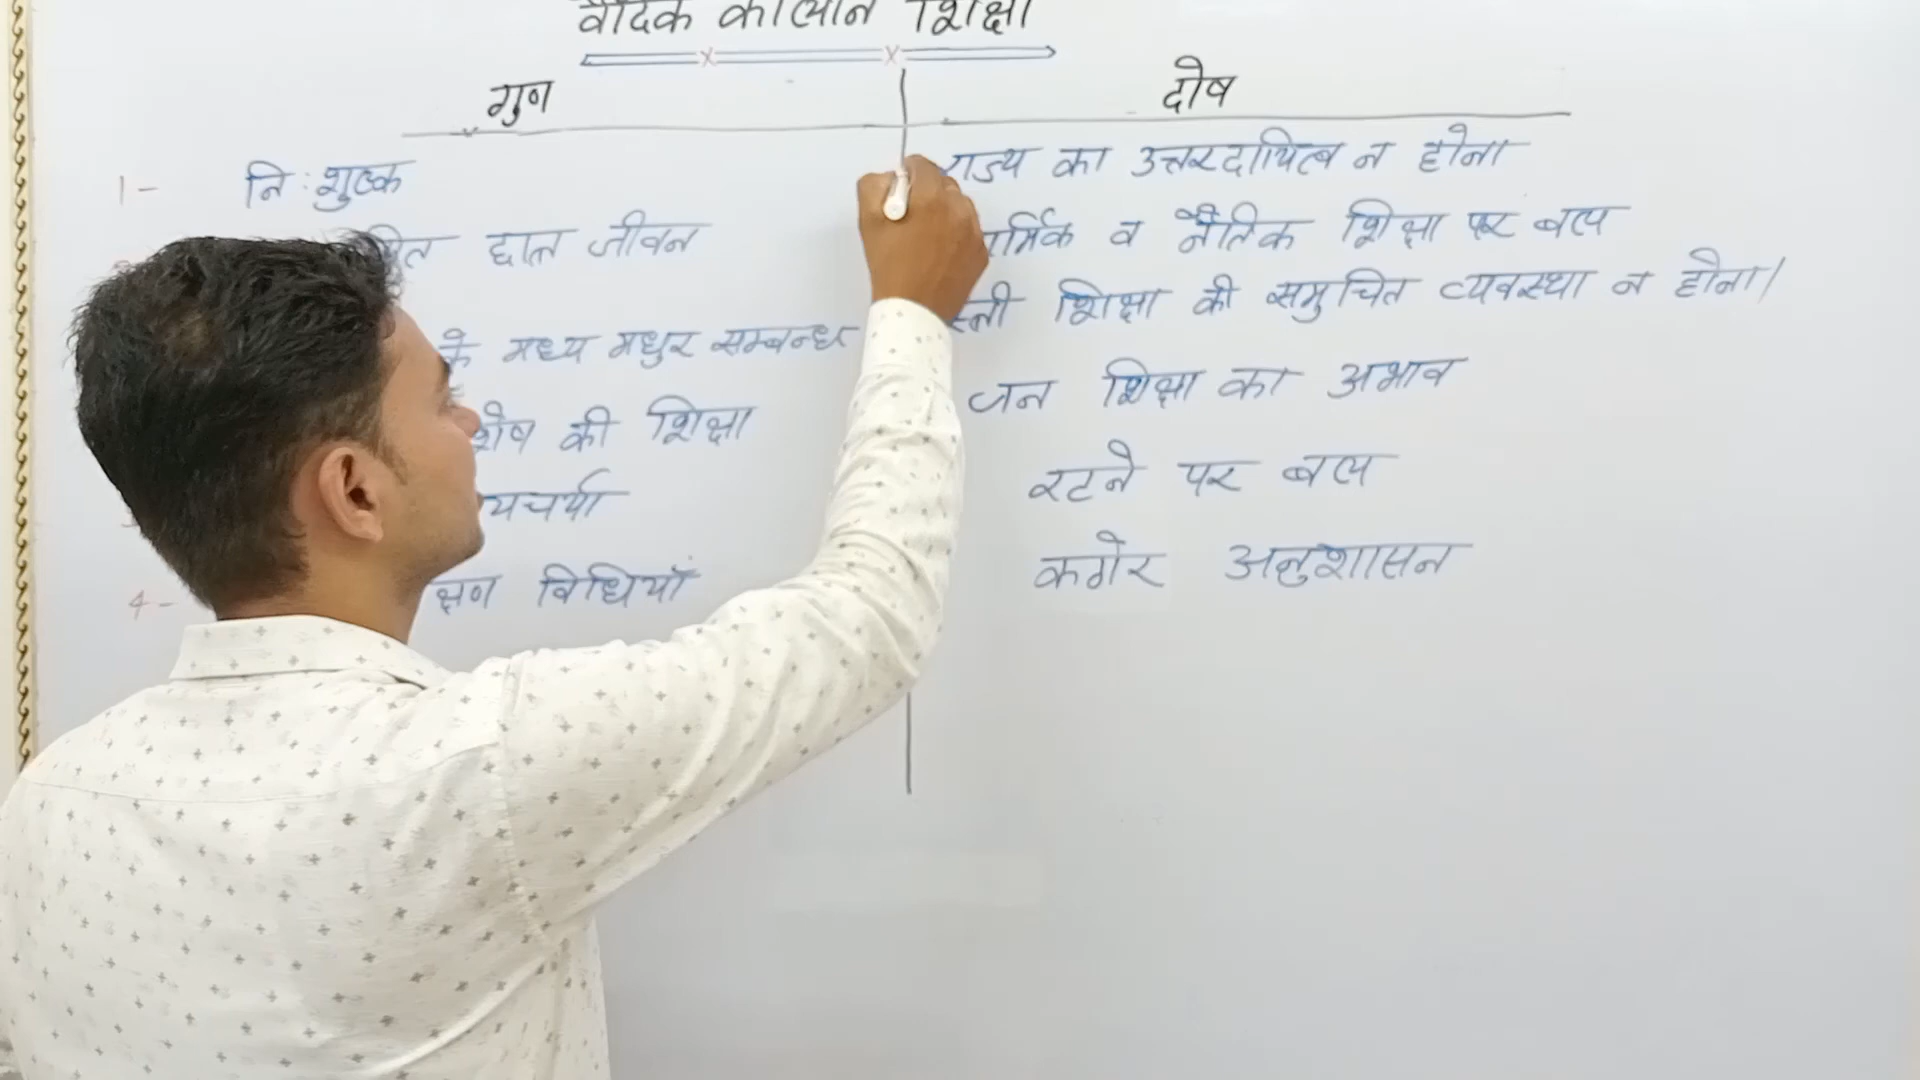 वैदिक कालीन शिक्षा
गुण
दोष
1- नि:शुल्क
छात्र जीवन
के मध्य मधुर सम्बन्ध
की शिक्षा
4- विधियाँ
राज्य का उत्तरदायित्व न होना
व नैतिक शिक्षा पर बल
स्त्री शिक्षा की समुचित व्यवस्था न होना/
जन शिक्षा का अभाव
रटने पर बल
कठोर अनुशासन